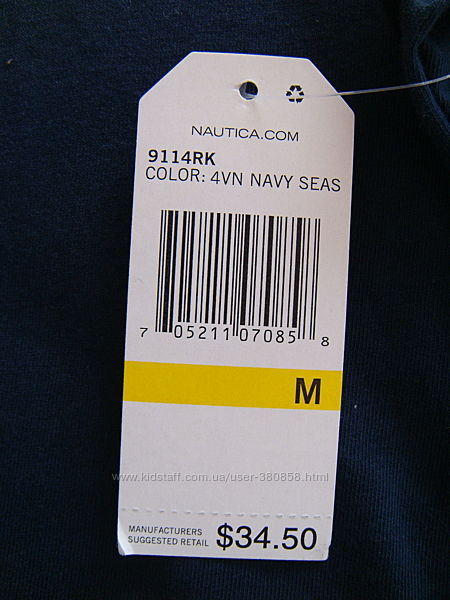 NAUTICA.COM
9114RK
COLOR: 4VN NAVY SEAS
7 05211 07085 8
M
www.kidstaff.com.ua/user-380858.html
MANUFACTURERS
SUGGESTED RETAIL $34.50